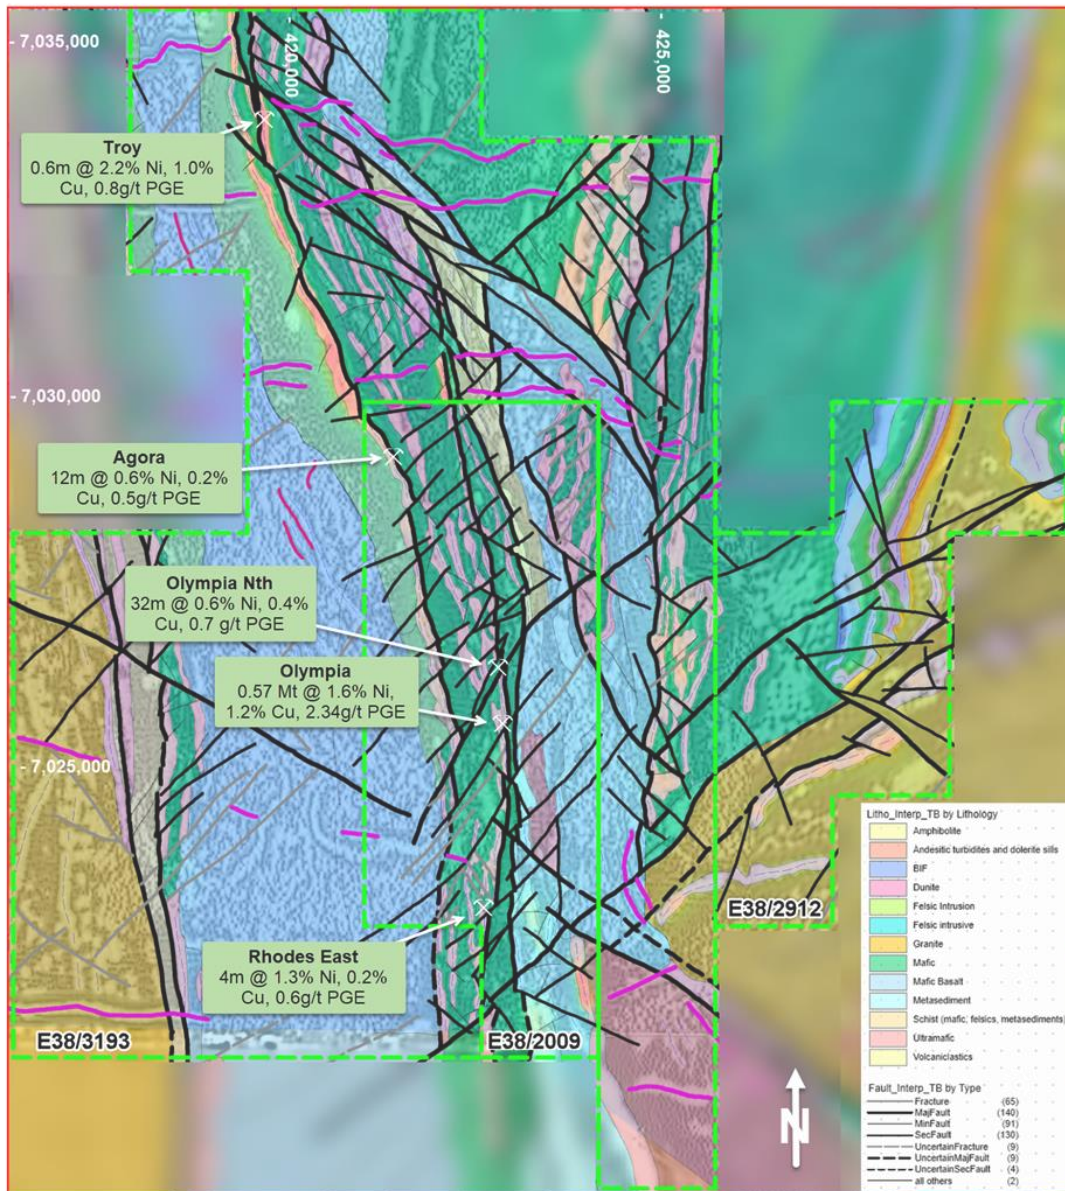 - 7,035,000
420,000
425,000
Troy
0.6m @ 2.2% Ni, 1.0%
Cu, 0.8g/t PGE
- 7,030,000
Agora
12m @ 0.6% Ni, 0.2%
Cu, 0.5g/t PGE
Olympia Nth
32m @ 0.6% Ni, 0.4%
Cu, 0.7 g/t PGE
Olympia
0.57 Mt @ 1.6% Ni,
1.2% Cu, 2.34g/t PGE
- 7,025,000
Rhodes East
4m @ 1.3% Ni, 0.2%
Cu, 0.6g/t PGE
E38/3193
E38/2009
E38/2912
N
Litho_Interp_TB by Lithology
Amphibolite
Andesitic turbidites and dolerite sills
BIF
Dunite
Felsic Intrusion
Felsic intrusive
Granite
Mafic
Mafic Basalt
Metasediment
Schist (mafic, felsics, metasediments)
Ultramafic
Volcaniclastics
Fault_Interp_TB by Type
Fracture (65)
MajFault (140)
MinFault (91)
SecFault (130)
UncertainFracture (9)
UncertainMajFault (9)
UncertainSecFault (4)
all others (2)